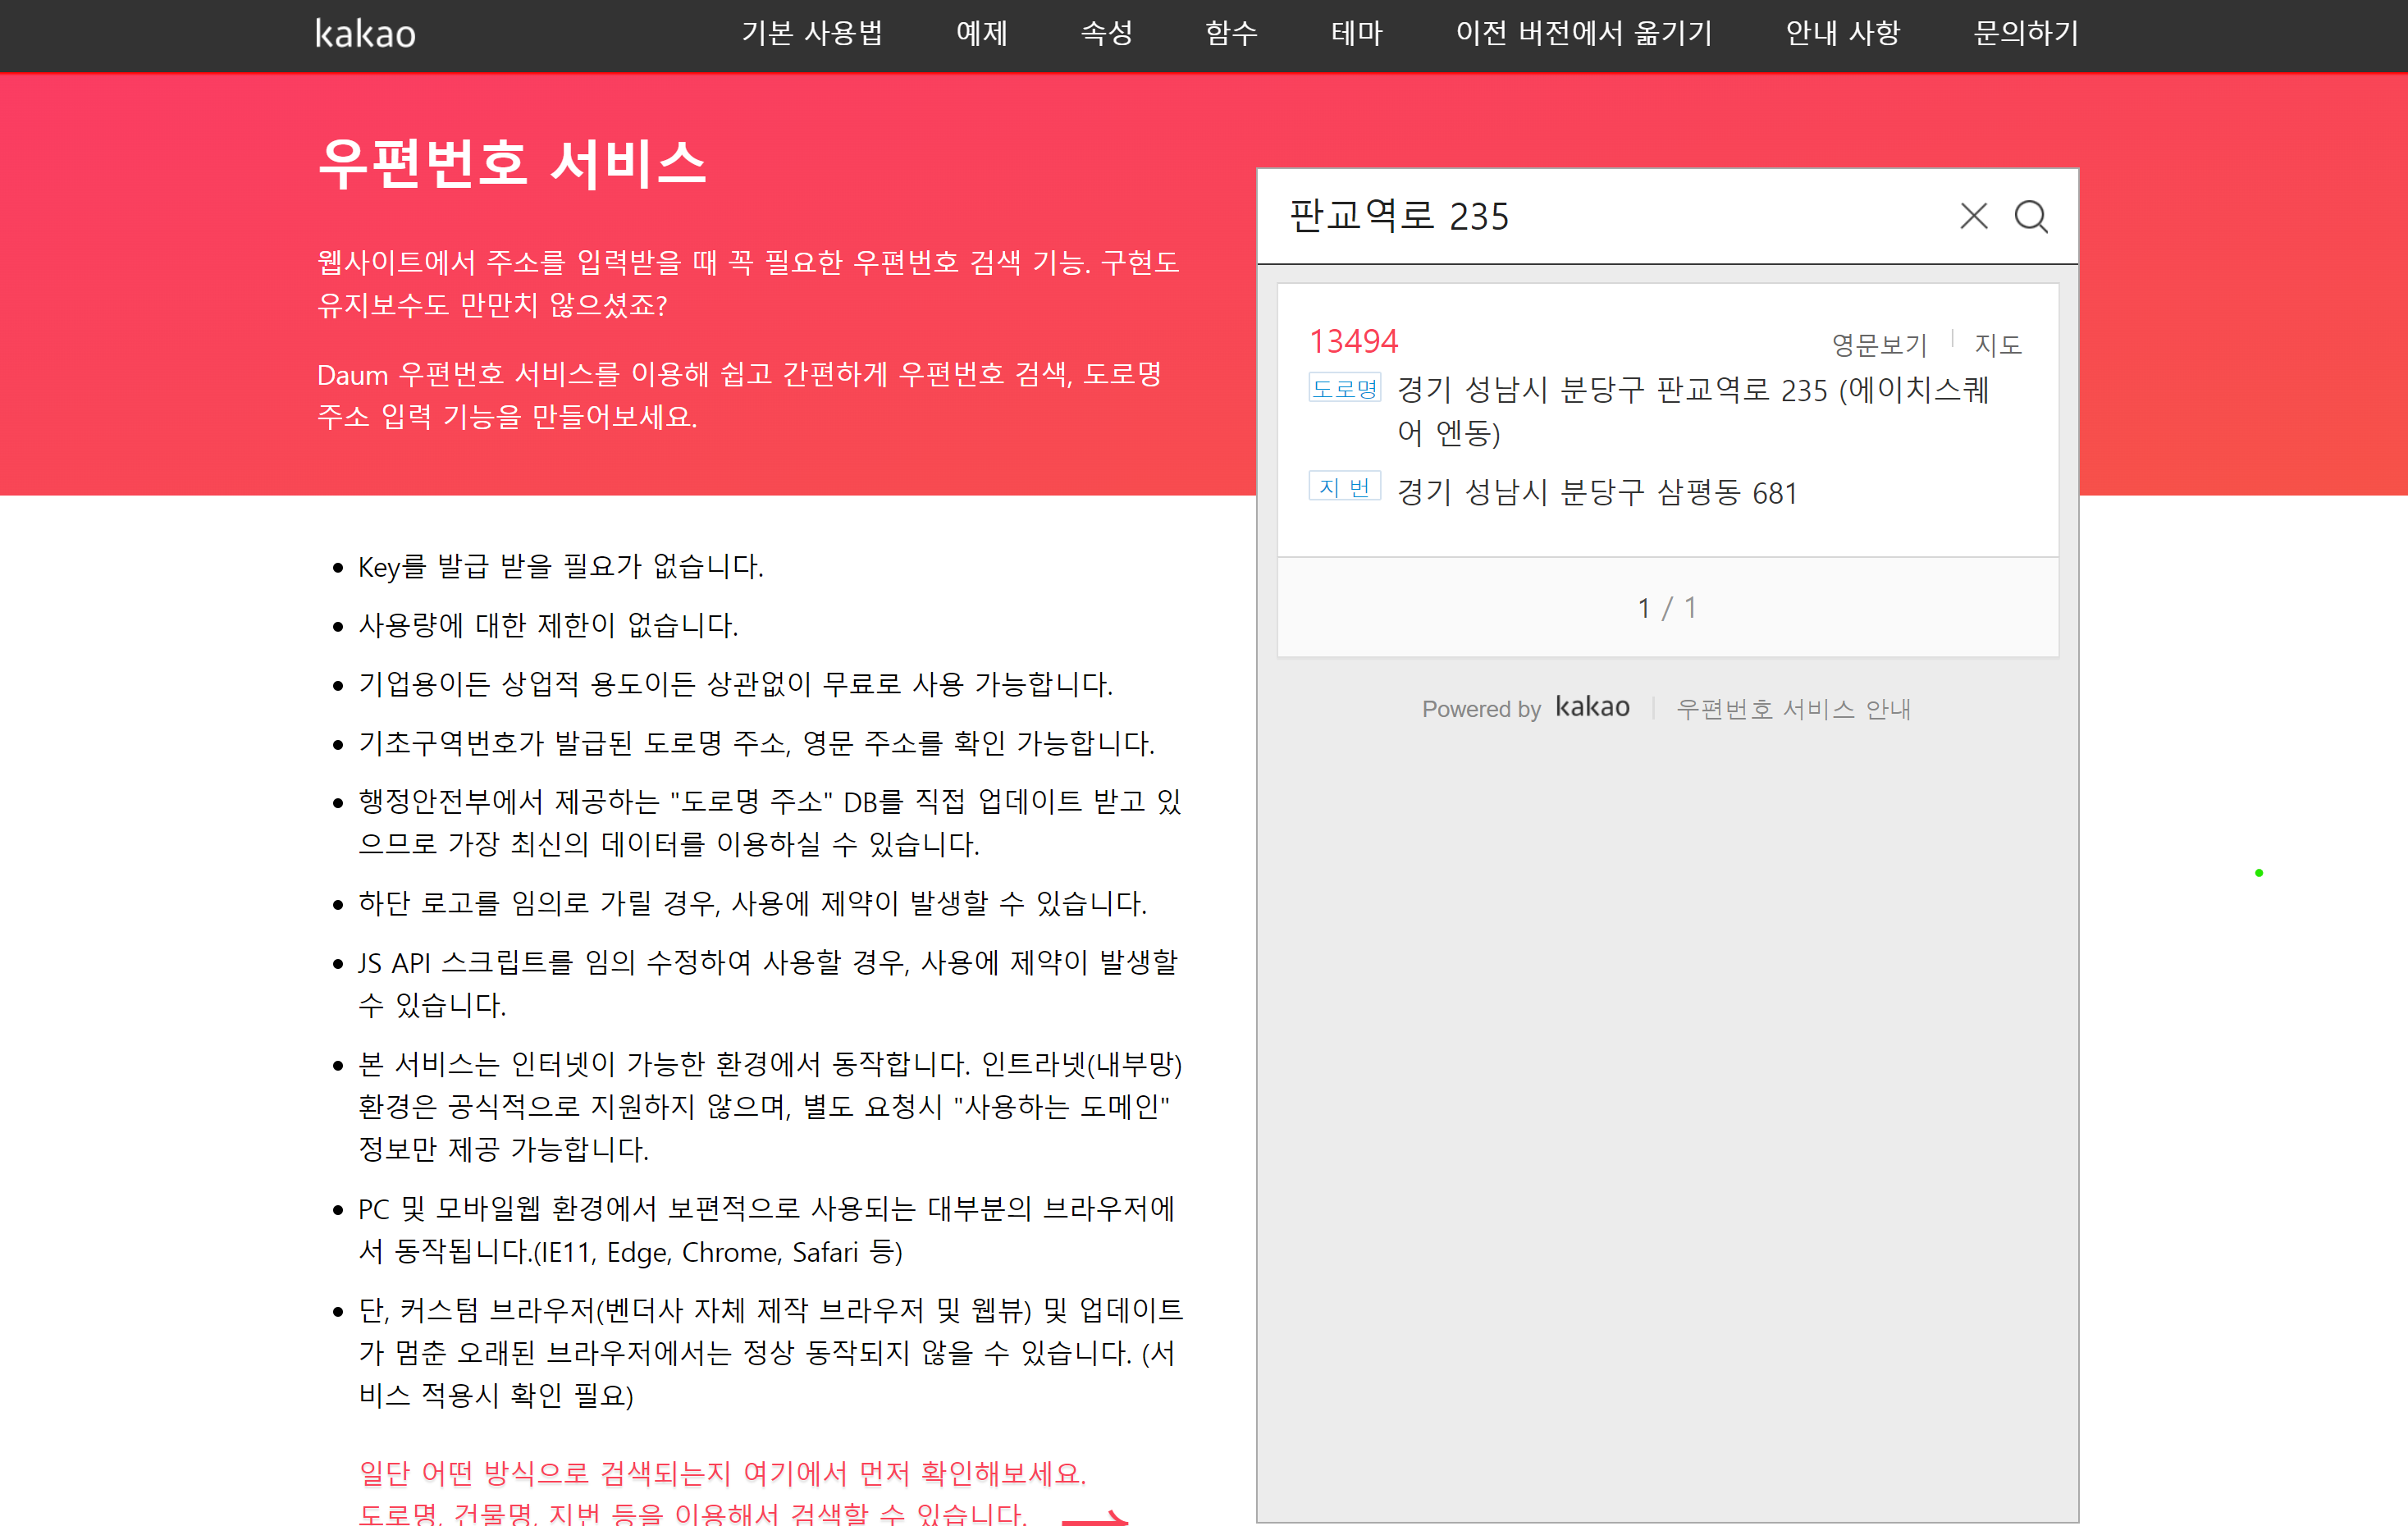 kakao
기본 사용법 예제 속성 함수 테마 이전 버전에서 옮기기 안내 사항 문의하기
우편번호 서비스
웹사이트에서 주소를 입력받을 때 꼭 필요한 우편번호 검색 기능. 구현도
유지보수도 만만치 않으셨죠?
Daum 우편번호 서비스를 이용해 쉽고 간편하게 우편번호 검색, 도로명
주소 입력 기능을 만들어보세요.
Key를 발급 받을 필요가 없습니다.
사용량에 대한 제한이 없습니다.
기업용이든 상업적 용도이든 상관없이 무료로 사용 가능합니다.
기초구역번호가 발급된 도로명 주소, 영문 주소를 확인 가능합니다.
행정안전부에서 제공하는 "도로명 주소" DB를 직접 업데이트 받고 있
으므로 가장 최신의 데이터를 이용하실 수 있습니다.
하단 로고를 임의로 가릴 경우, 사용에 제약이 발생할 수 있습니다.
JS API 스크립트를 임의 수정하여 사용할 경우, 사용에 제약이 발생할
수 있습니다.
본 서비스는 인터넷이 가능한 환경에서 동작합니다. 인트라넷(내부망)
환경은 공식적으로 지원하지 않으며, 별도 요청시 "사용하는 도메인"
정보만 제공 가능합니다.
PC 및 모바일웹 환경에서 보편적으로 사용되는 대부분의 브라우저에
서 동작됩니다.(IE11, Edge, Chrome, Safari 등)
단, 커스텀 브라우저(벤더사 자체 제작 브라우저 및 웹뷰) 및 업데이트
가 멈춘 오래된 브라우저에서는 정상 동작되지 않을 수 있습니다. (서
비스 적용시 확인 필요)
일단 어떤 방식으로 검색되는지 여기에서 먼저 확인해보세요.
도로명, 건물명, 지번 등을 이용해서 검색할 수 있습니다.
판교역로 235
13494
영문보기 지도
도로명 경기 성남시 분당구 판교역로 235 (에이치스퀘
어 엔동)
지 번 경기 성남시 분당구 삼평동 681
1 / 1
Powered by kakao 우편번호 서비스 안내